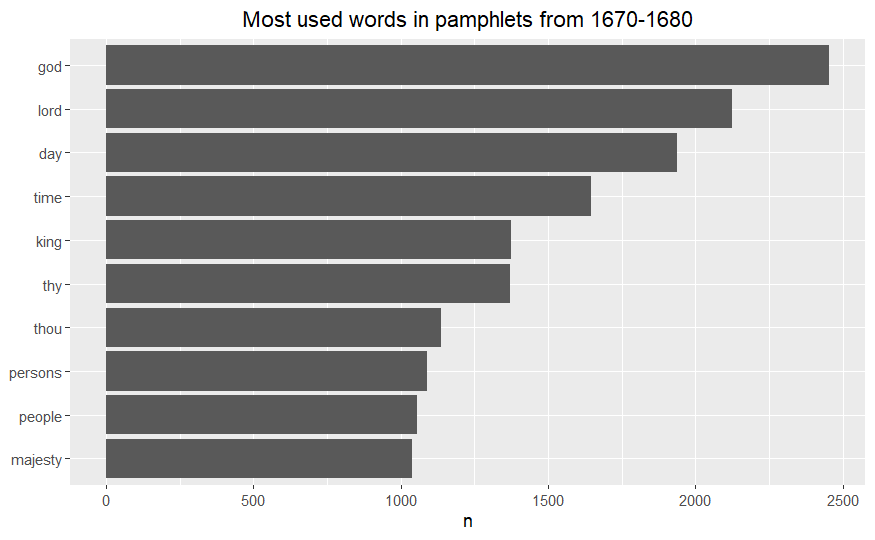 Most used words in pamphlets from 1670-1680
god
lord
day
time
king
thy
thou
persons
people
majesty
0 500 1000 1500 2000 2500
n